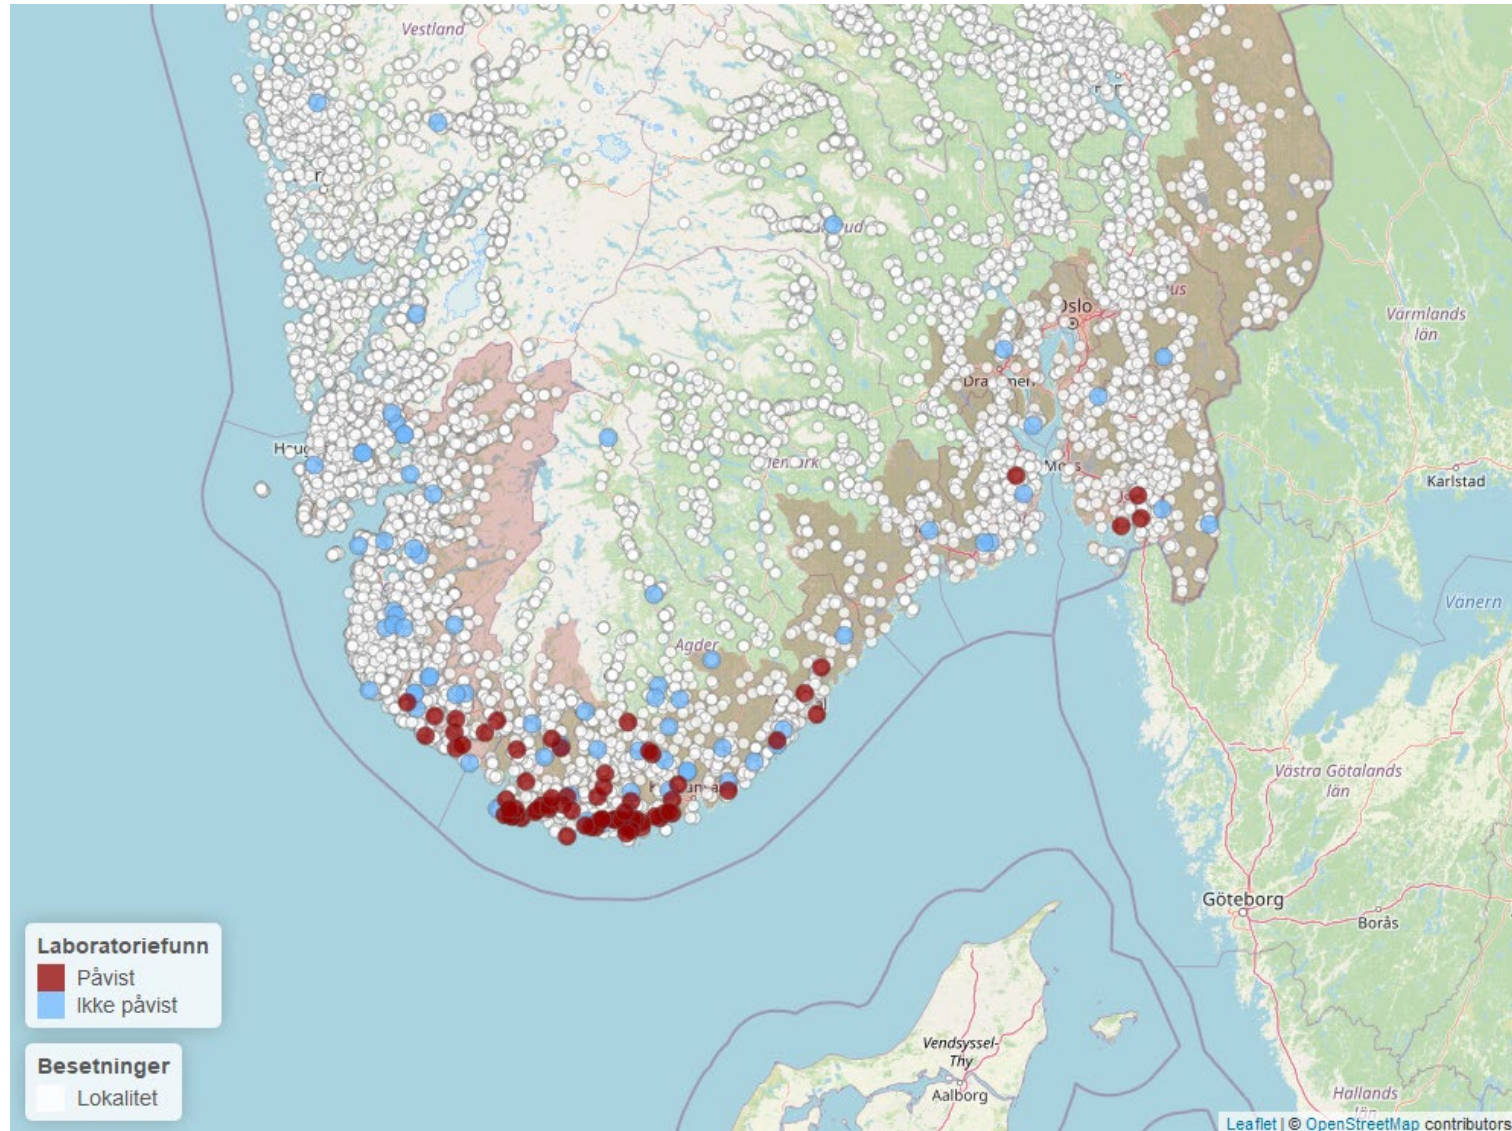 Vestland
Oslo
Karlstad
Värmlands
län
Vänern
Agder
Västra Götalands
län
Göteborg
Borås
Vendsyssel-
Thy
Aalborg
Hallands
län
Laboratoriefunn
Påvist
Ikke påvist
Besetninger
Lokalitet
Leaflet | © OpenStreetMap contributors